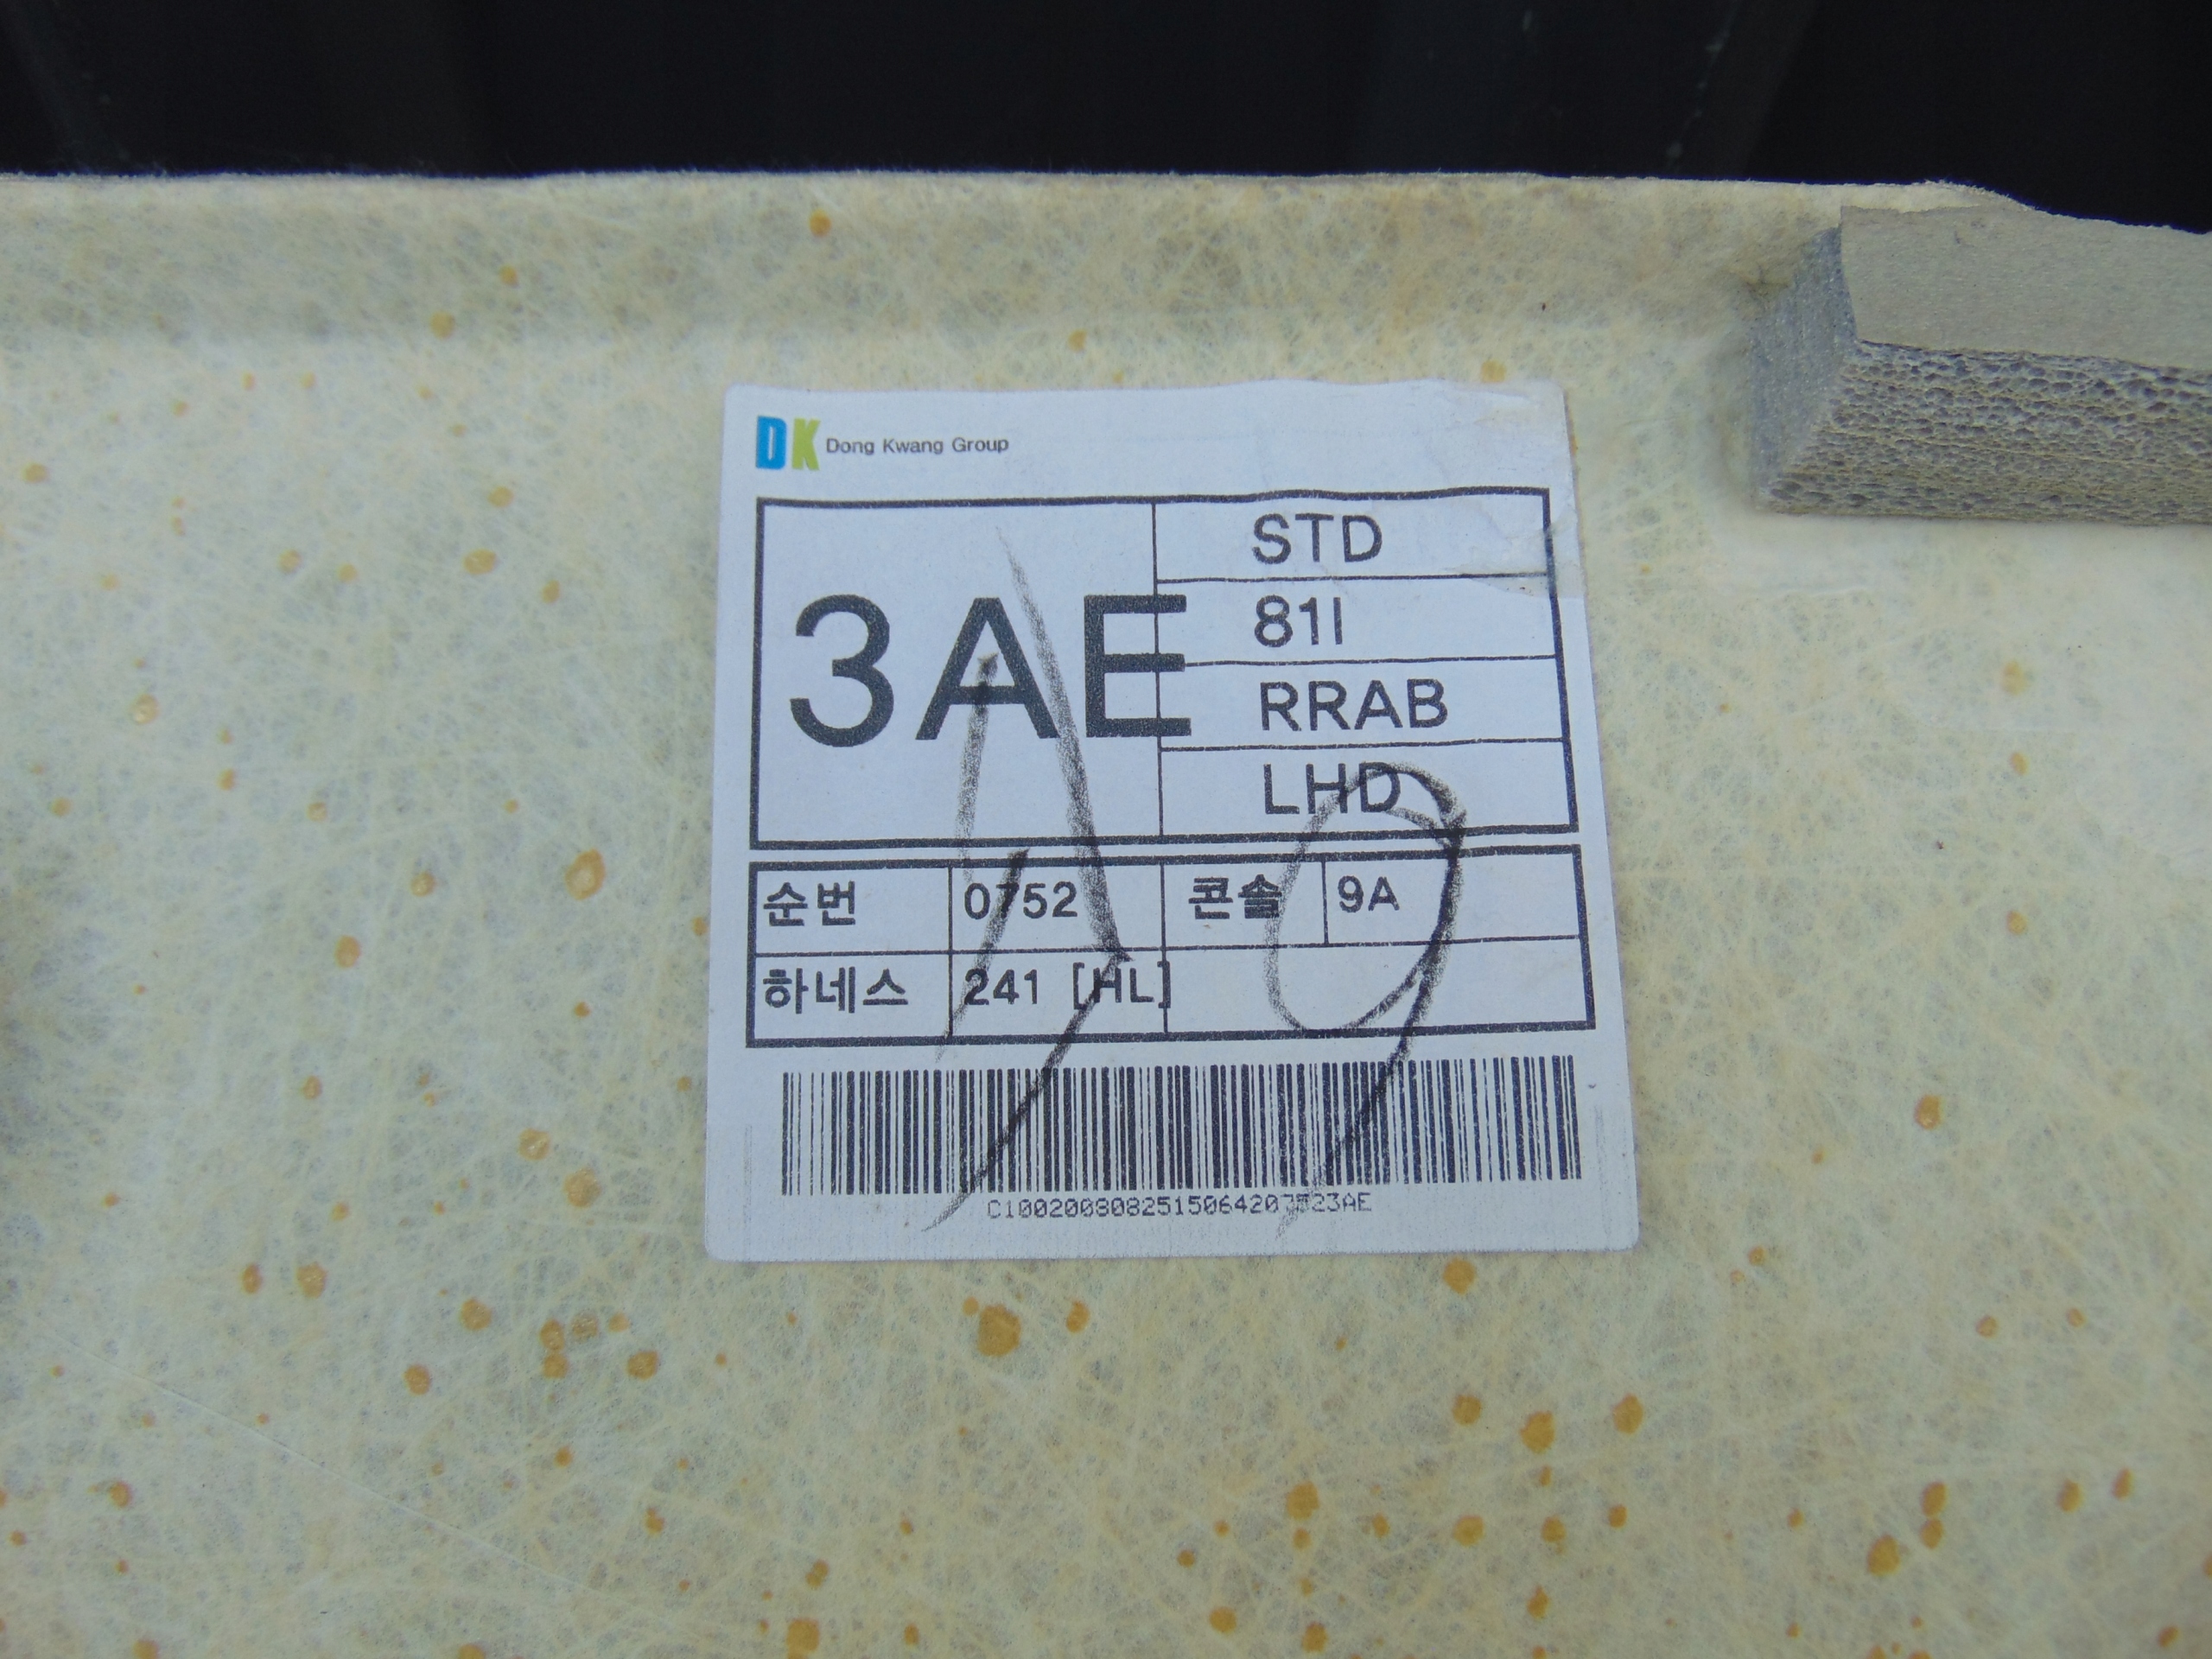 DK Dong Kwang Group
3AE
STD
81I
RRAB
LHD
순번 0752 콘솔 9A
하네스 241 [HL]